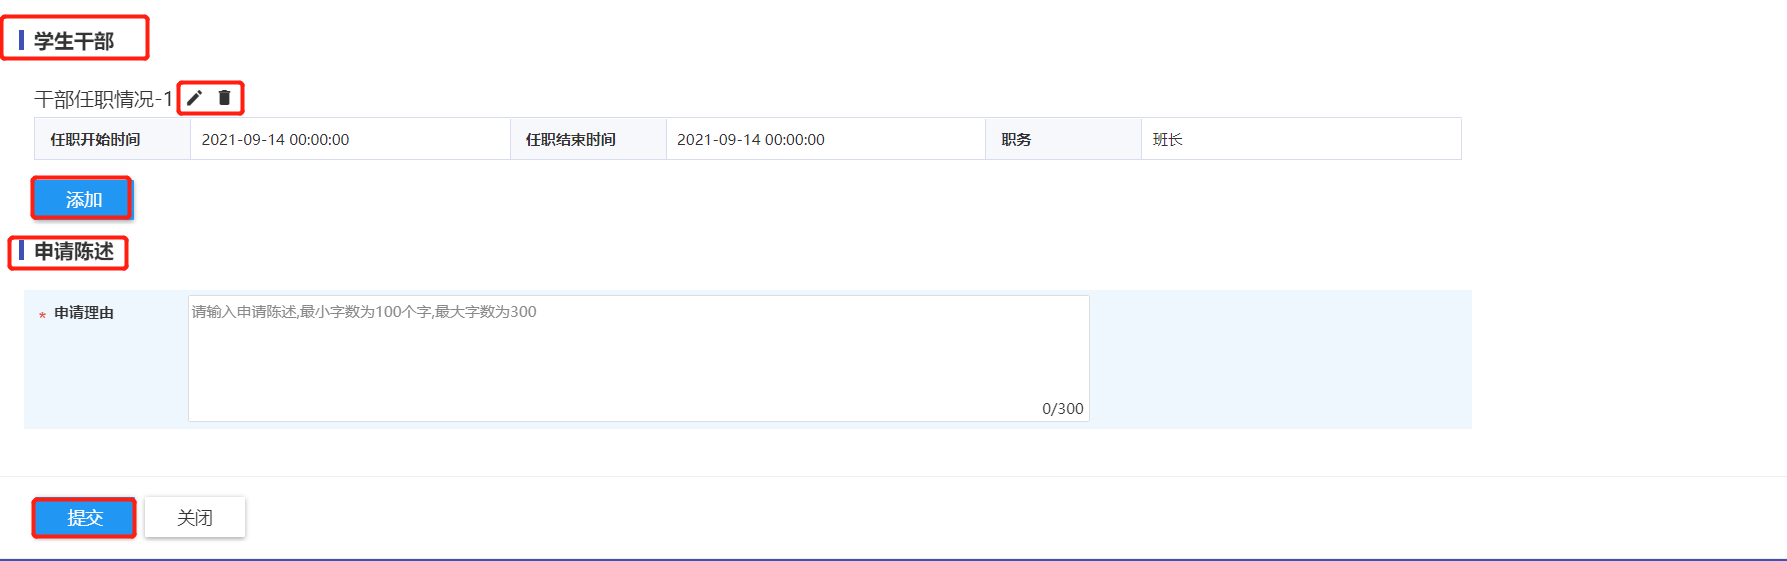 学生干部
干部任职情况-1
任职开始时间 2021-09-14 00:00:00 任职结束时间 2021-09-14 00:00:00 职务 班长
添加
申请陈述
* 申请理由 请输入申请陈述,最小字数为100个字,最大字数为300
0/300
提交 关闭